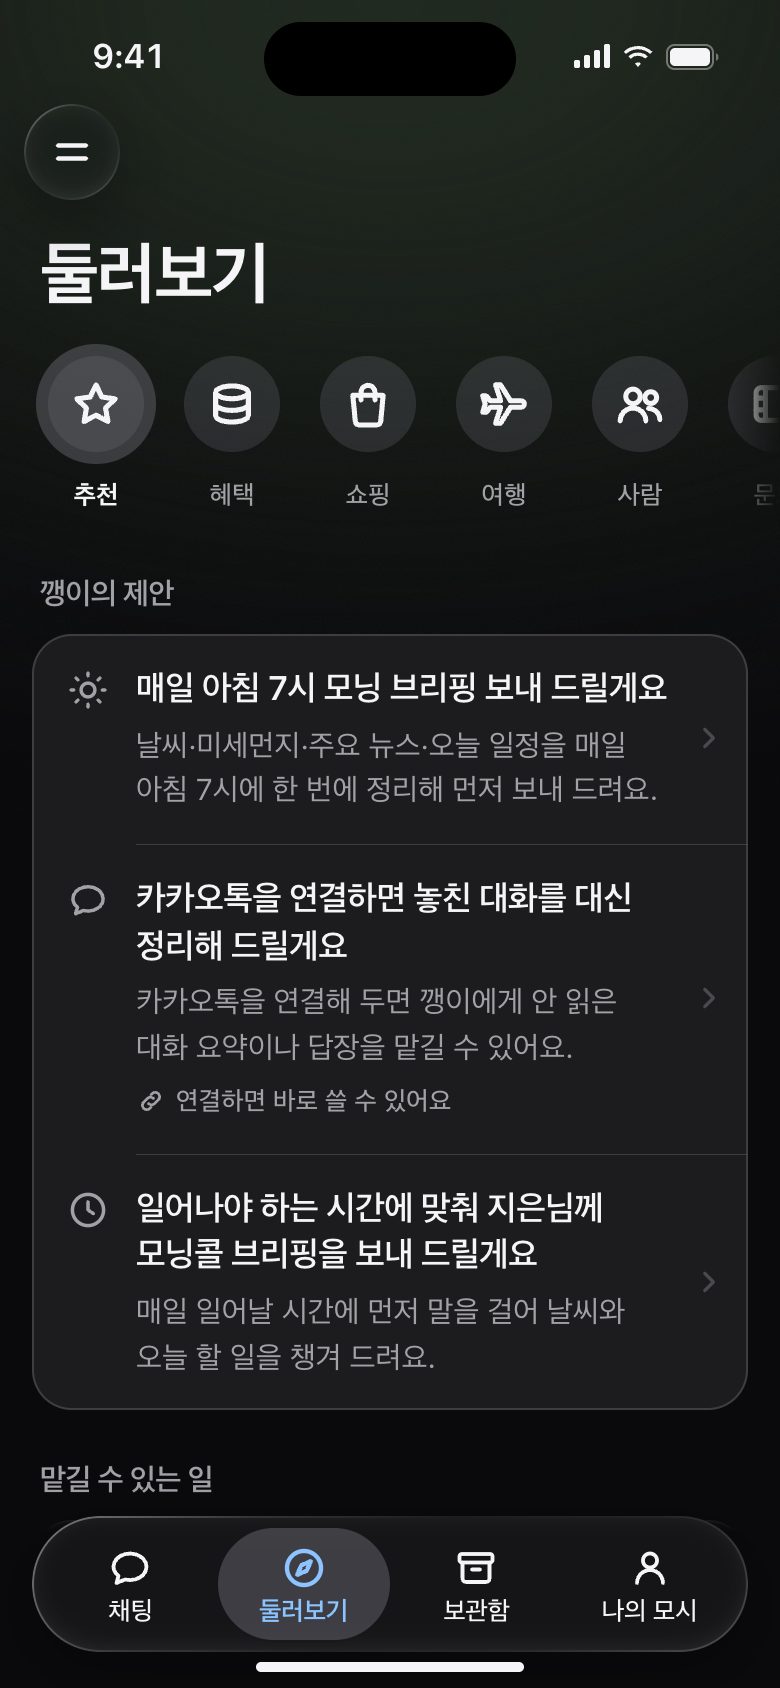 9:41
둘러보기
추천
혜택
쇼핑
여행
사람
문
깽이의 제안
매일 아침 7시 모닝 브리핑 보내 드릴게요
날씨·미세먼지·주요 뉴스·오늘 일정을 매일
아침 7시에 한 번에 정리해 먼저 보내 드려요.
카카오톡을 연결하면 놓친 대화를 대신
정리해 드릴게요
카카오톡을 연결해 두면 깽이에게 안 읽은
대화 요약이나 답장을 맡길 수 있어요.
연결하면 바로 쓸 수 있어요
일어나야 하는 시간에 맞춰 지은님께
모닝콜 브리핑을 보내 드릴게요
매일 일어날 시간에 먼저 말을 걸어 날씨와
오늘 할 일을 챙겨 드려요.
맡길 수 있는 일
채팅
둘러보기
보관함
나의 모시